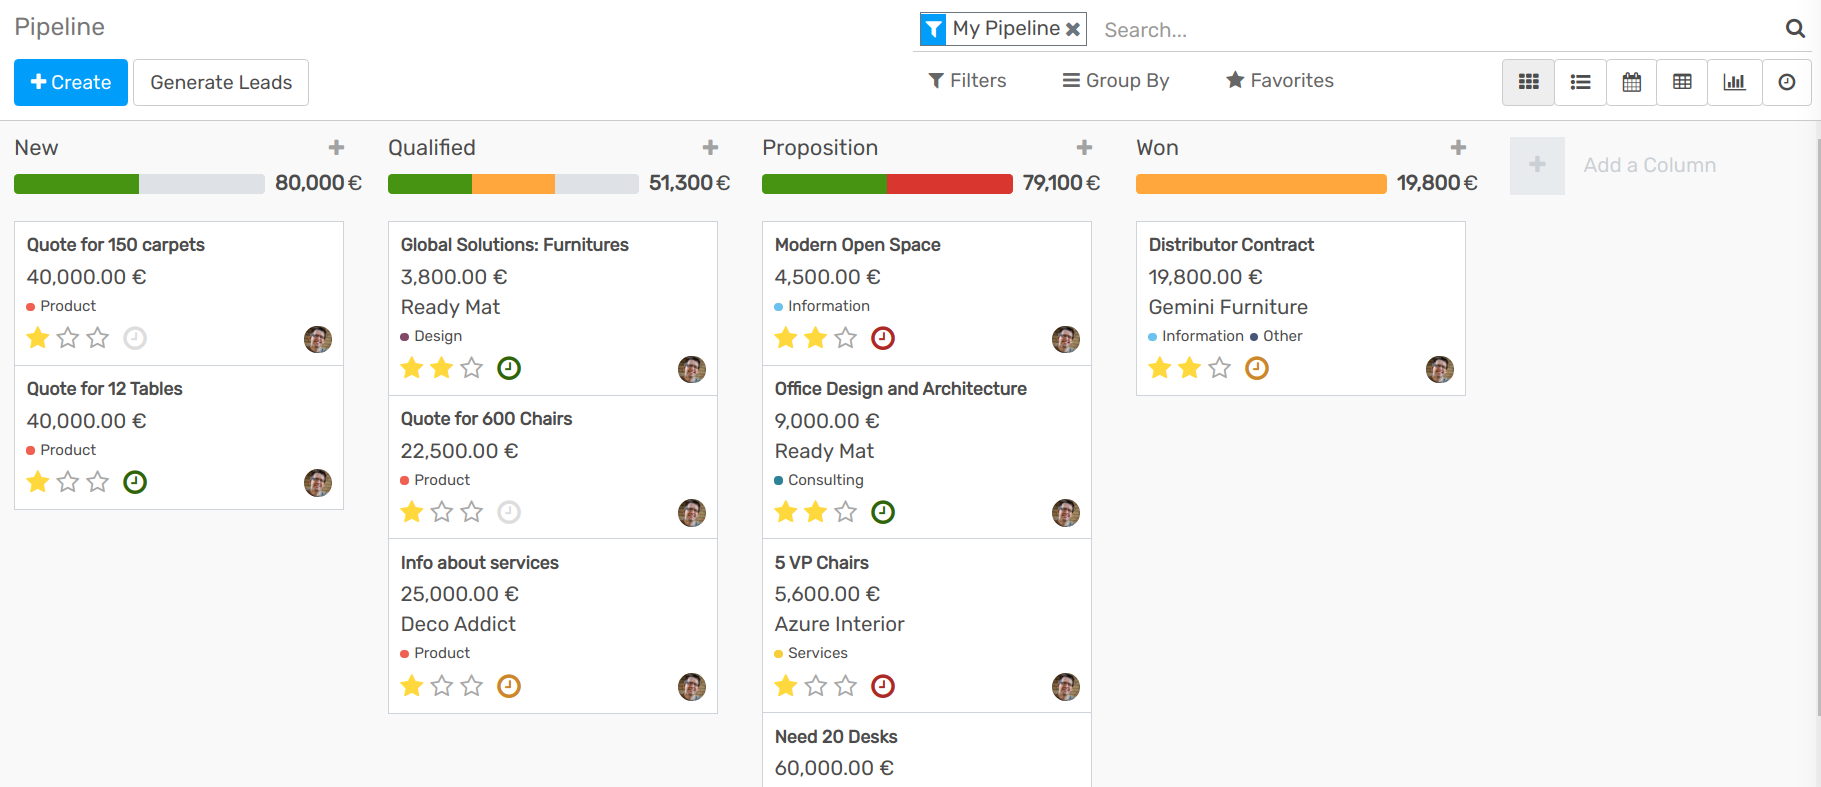 Pipeline
My Pipeline
Search...
Create
Generate Leads
Filters
Group By
Favorites
New
80,000 €
Quote for 150 carpets
40,000.00 €
Product
Quote for 12 Tables
40,000.00 €
Product
Qualified
51,300 €
Global Solutions: Furnitures
3,800.00 €
Ready Mat
Design
Quote for 600 Chairs
22,500.00 €
Product
Info about services
25,000.00 €
Deco Addict
Product
Proposition
79,100 €
Modern Open Space
4,500.00 €
Information
Office Design and Architecture
9,000.00 €
Ready Mat
Consulting
5 VP Chairs
5,600.00 €
Azure Interior
Services
Need 20 Desks
60,000.00 €
Won
19,800 €
Distributor Contract
19,800.00 €
Gemini Furniture
Information Other
Add a Column